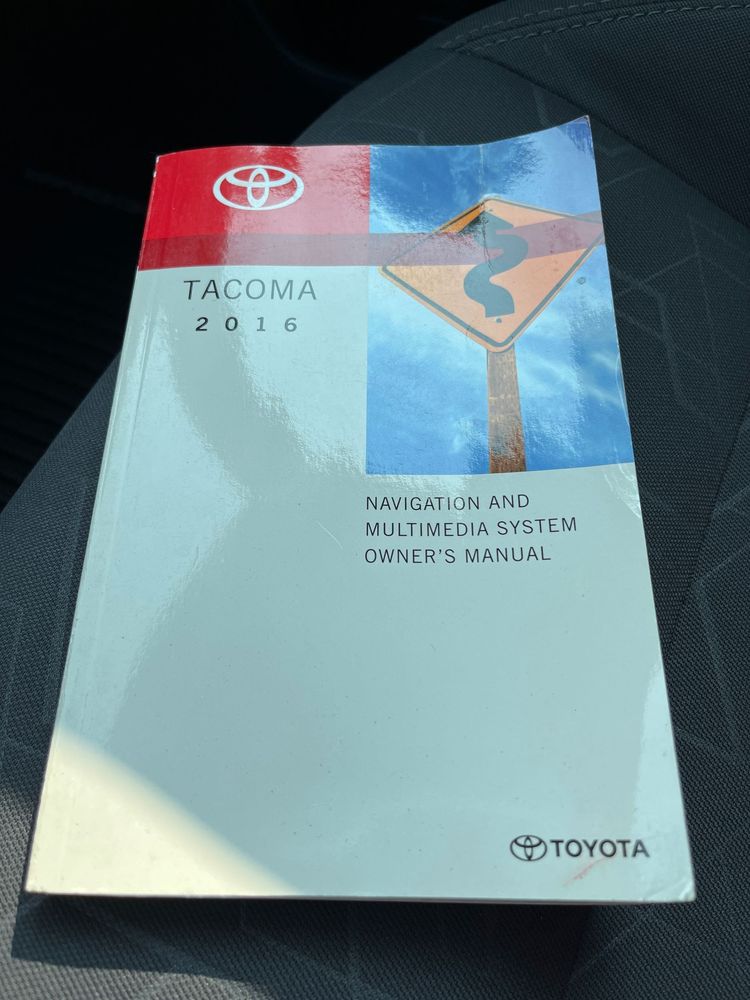 TACOMA
2016
NAVIGATION AND
MULTIMEDIA SYSTEM
OWNER'S MANUAL
TOYOTA